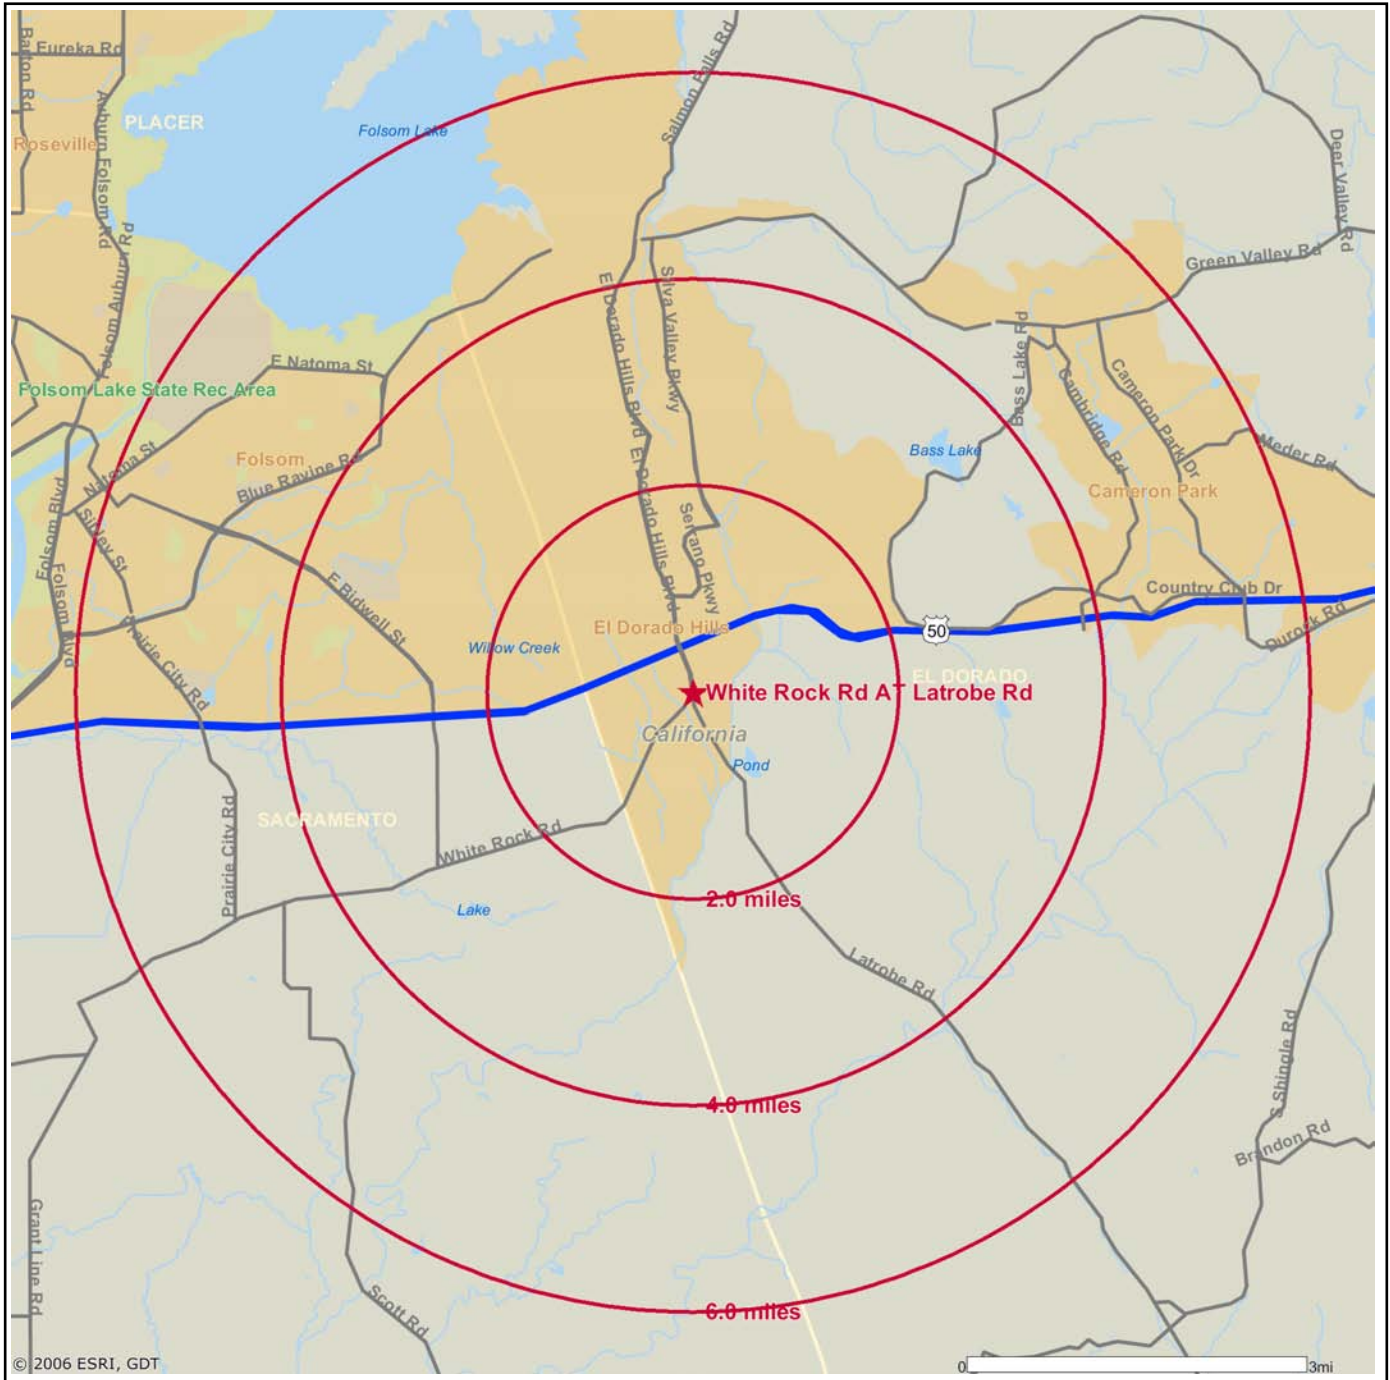 Barton Rd
Eureka Rd
Auburn Folsom Rd
PLACER
Roseville
Folsom Lake
Salmon Falls Rd
Deer Valley Rd
Green Valley Rd
Folsom Auburn Rd
E Natoma St
Folsom Lake State Rec Area
El Dorado Hills Blvd
Silva Valley Pkwy
Bass Lake Rd
Cambridge Rd
Cameron Park Dr
Meder Rd
Natoma St
Folsom
Blue Ravine Rd
El Dorado Hills Blvd
Bass Lake
Cameron Park
Folsom Blvd
Sibley St
Serrano Pkwy
Folsom Blvd
E Bidwell St
Country Club Dr
Prairie City Rd
Willow Creek
El Dorado Hills
50
Durock Rd
EL DORADO
White Rock Rd AT Latrobe Rd
California
Pond
Prairie City Rd
SACRAMENTO
White Rock Rd
2.0 miles
Lake
Latrobe Rd
S Shingle Rd
4.0 miles
Brandon Rd
Grant Line Rd
Scott Rd
6.0 miles
© 2006 ESRI, GDT
0 3mi